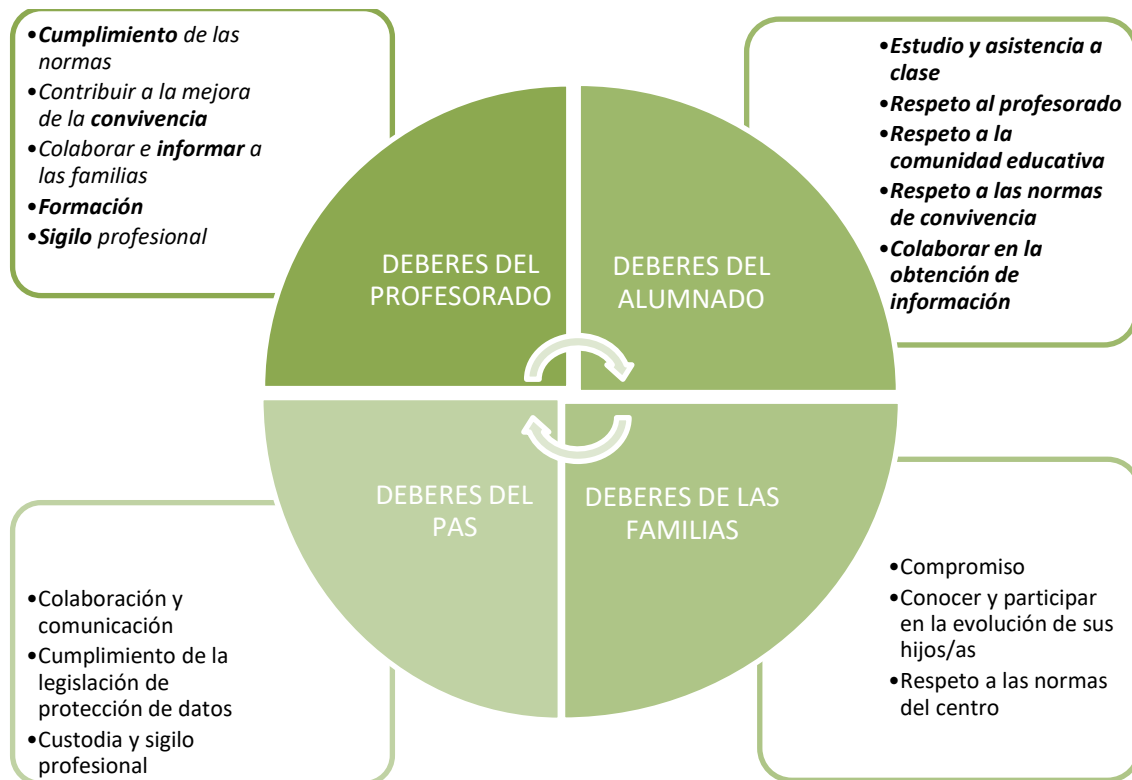 •Cumplimiento de las
normas
•Contribuir a la mejora
de la convivencia
•Colaborar e informar a
las familias
•Formación
•Sigilo profesional
•Estudio y asistencia a
clase
•Respeto al profesorado
•Respeto a la
comunidad educativa
•Respeto a las normas
de convivencia
•Colaborar en la
obtención de
información
DEBERES DEL
PROFESORADO
DEBERES DEL
ALUMNADO
DEBERES DEL
PAS
DEBERES DE LAS
FAMILIAS
•Colaboración y
comunicación
•Cumplimiento de la
legislación de
protección de datos
•Custodia y sigilo
profesional
•Compromiso
•Conocer y participar
en la evolución de sus
hijos/as
•Respeto a las normas
del centro